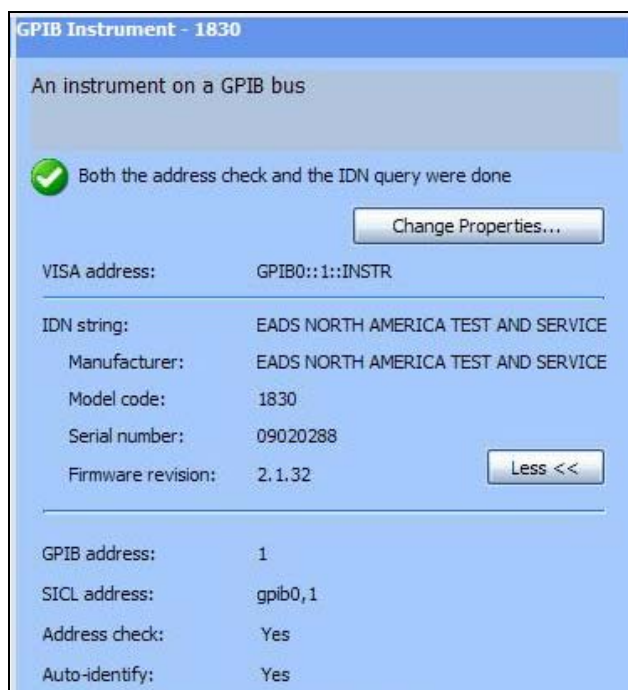 GPIB Instrument - 1830
An instrument on a GPIB bus
Both the address check and the IDN query were done
Change Properties...
VISA address: GPIB0::1::INSTR
IDN string: EADS NORTH AMERICA TEST AND SERVICE
Manufacturer: EADS NORTH AMERICA TEST AND SERVICE
Model code: 1830
Serial number: 09020288
Firmware revision: 2.1.32
Less <<
GPIB address: 1
SICL address: gpib0,1
Address check: Yes
Auto-identify: Yes